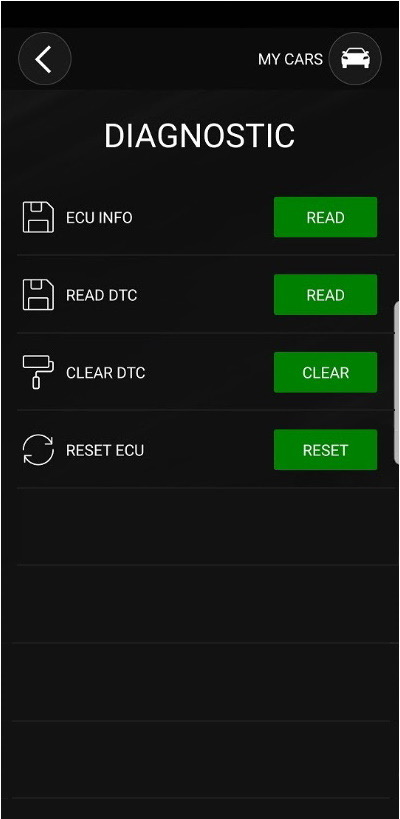 MY CARS
DIAGNOSTIC
ECU INFO READ
READ DTC READ
CLEAR DTC CLEAR
RESET ECU RESET